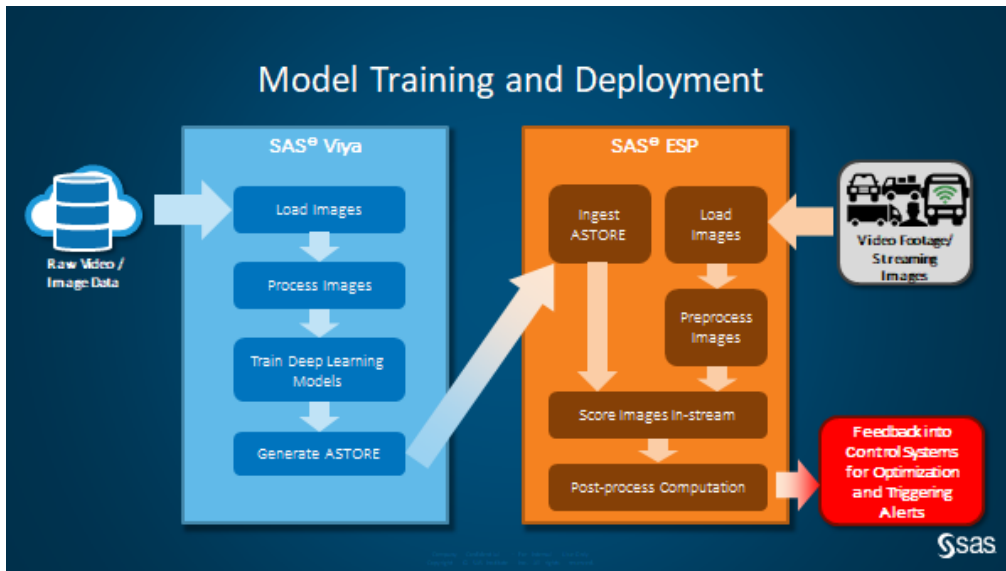 Model Training and Deployment
SAS® Viya
Load Images
Process Images
Train Deep Learning
Models
Generate ASTORE
Raw Video /
Image Data
SAS® ESP
Ingest
ASTORE
Load
Images
Preprocess
Images
Score Images In-stream
Post-process Computation
Video Footage/
Streaming
Images
Feedback into
Control Systems
for Optimization
and Triggering
Alerts
sas